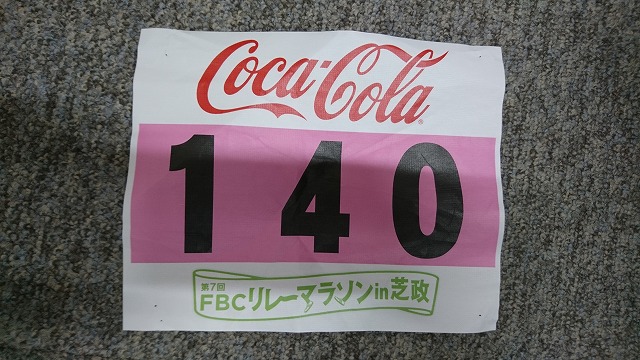 Coca-Cola
140
第7回
FBCリレーマラソンin芝政